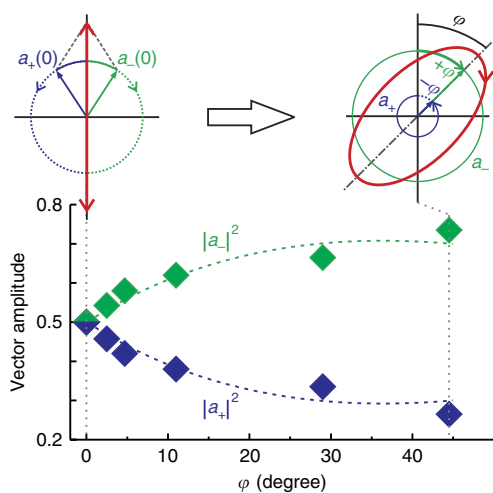 a₊(0) a₋(0)
φ
+φ
−φ
a₊
a₋
0.8
0.5
0.2
Vector amplitude
|a₋|²
|a₊|²
0 10 20 30 40
φ (degree)